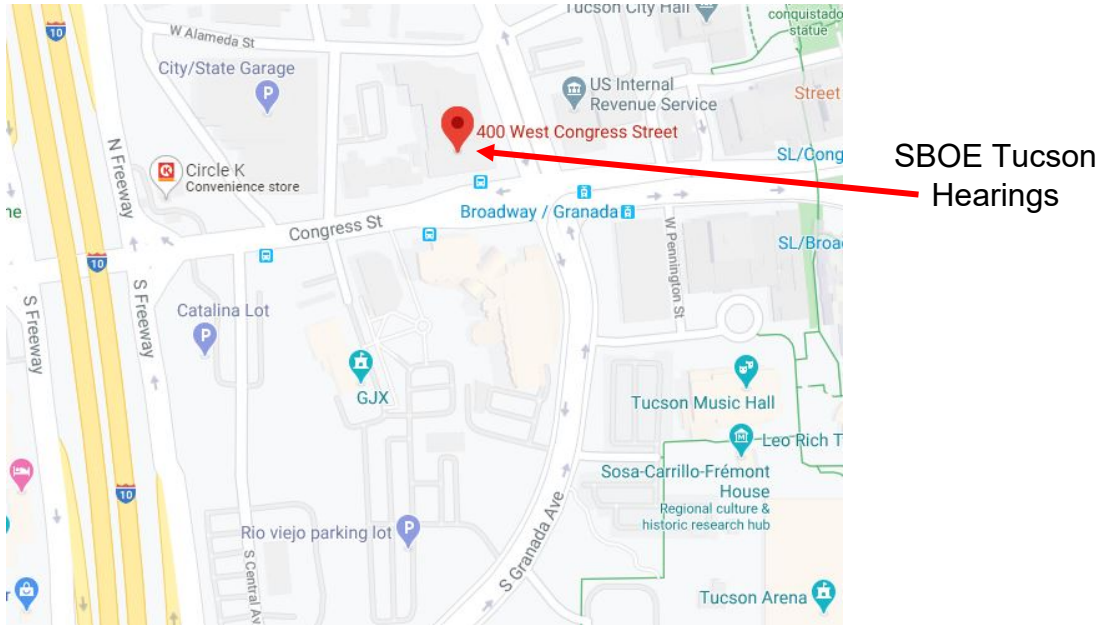 Tucson City Hall
conquistado
statue
10
W Alameda St
City/State Garage
P
US Internal
Revenue Service
Street
400 West Congress Street
N Freeway
Circle K
Convenience store
SL/Cong
SBOE Tucson
Hearings
ne
Broadway / Granada
Congress St
W Pennington St
SL/Broa
10
S Freeway
S Freeway
Catalina Lot
P
GJX
Tucson Music Hall
Leo Rich T
Sosa-Carrillo-Frémont
House
Regional culture &
historic research hub
10
Rio viejo parking lot
P
S Granada Ave
S Central Av
r
Tucson Arena